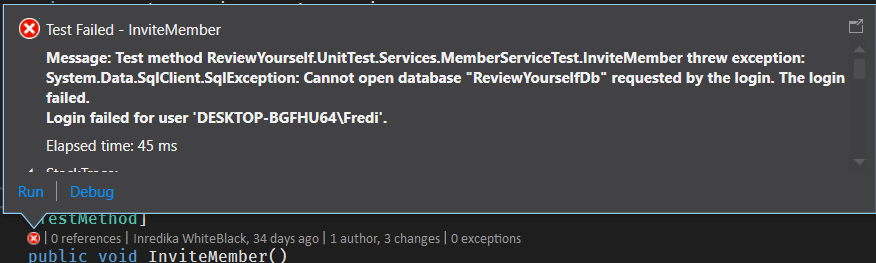 Test Failed - InviteMember
Message: Test method ReviewYourself.UnitTest.Services.MemberServiceTest.InviteMember threw exception:
System.Data.SqlClient.SqlException: Cannot open database "ReviewYourselfDb" requested by the login. The login
failed.
Login failed for user 'DESKTOP-BGFHU64\Fredi'.
Elapsed time: 45 ms
StackTrace:
Run | Debug
TestMethod]
| 0 references | Inredika WhiteBlack, 34 days ago | 1 author, 3 changes | 0 exceptions
public void InviteMember()